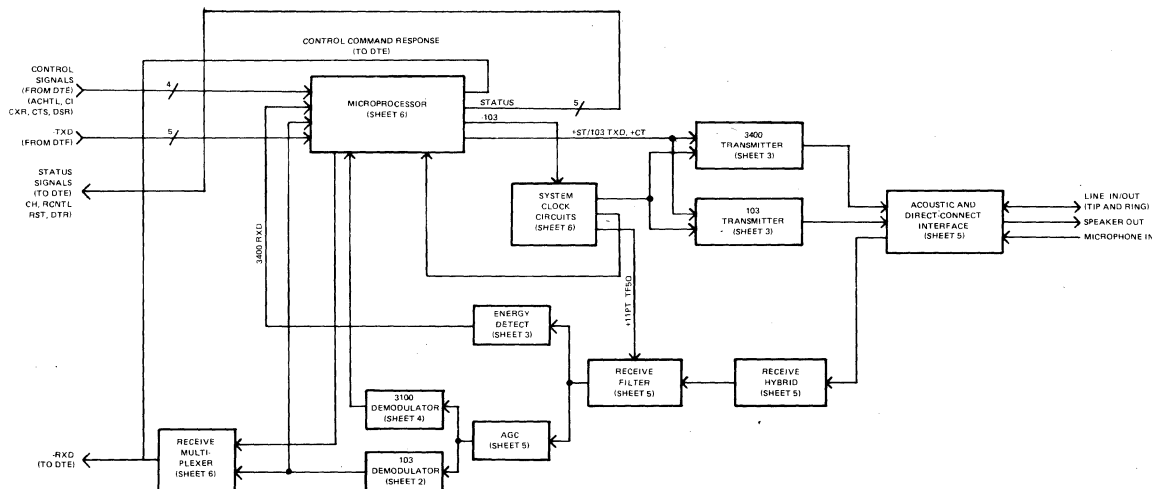 CONTROL COMMAND RESPONSE
(TO DTE)
CONTROL
SIGNALS
(FROM DTE)
(ACHTL, CI
CXR, CTS, DSR)
4
-TXD
(FROM DTF)
5
STATUS
SIGNALS
(TO DTE)
CH, RCNTL
RST, DTR)
MICROPROCESSOR
(SHEET 6)
STATUS
5
103
+ST/103 TXD, +CT
3400
TRANSMITTER
(SHEET 3)
SYSTEM
CLOCK
CIRCUITS
(SHEET 6)
103
TRANSMITTER
(SHEET 3)
ACOUSTIC AND
DIRECT-CONNECT
INTERFACE
(SHEET 5)
LINE IN/OUT
(TIP AND RING)
SPEAKER OUT
MICROPHONE IN
3400 RXD
ENERGY
DETECT
(SHEET 3)
RECEIVE
FILTER
(SHEET 5)
RECEIVE
HYBRID
(SHEET 5)
3100
DEMODULATOR
(SHEET 4)
AGC
(SHEET 5)
103
DEMODULATOR
(SHEET 2)
RECEIVE
MULTI-
PLEXER
(SHEET 6)
-RXD
(TO DTE)